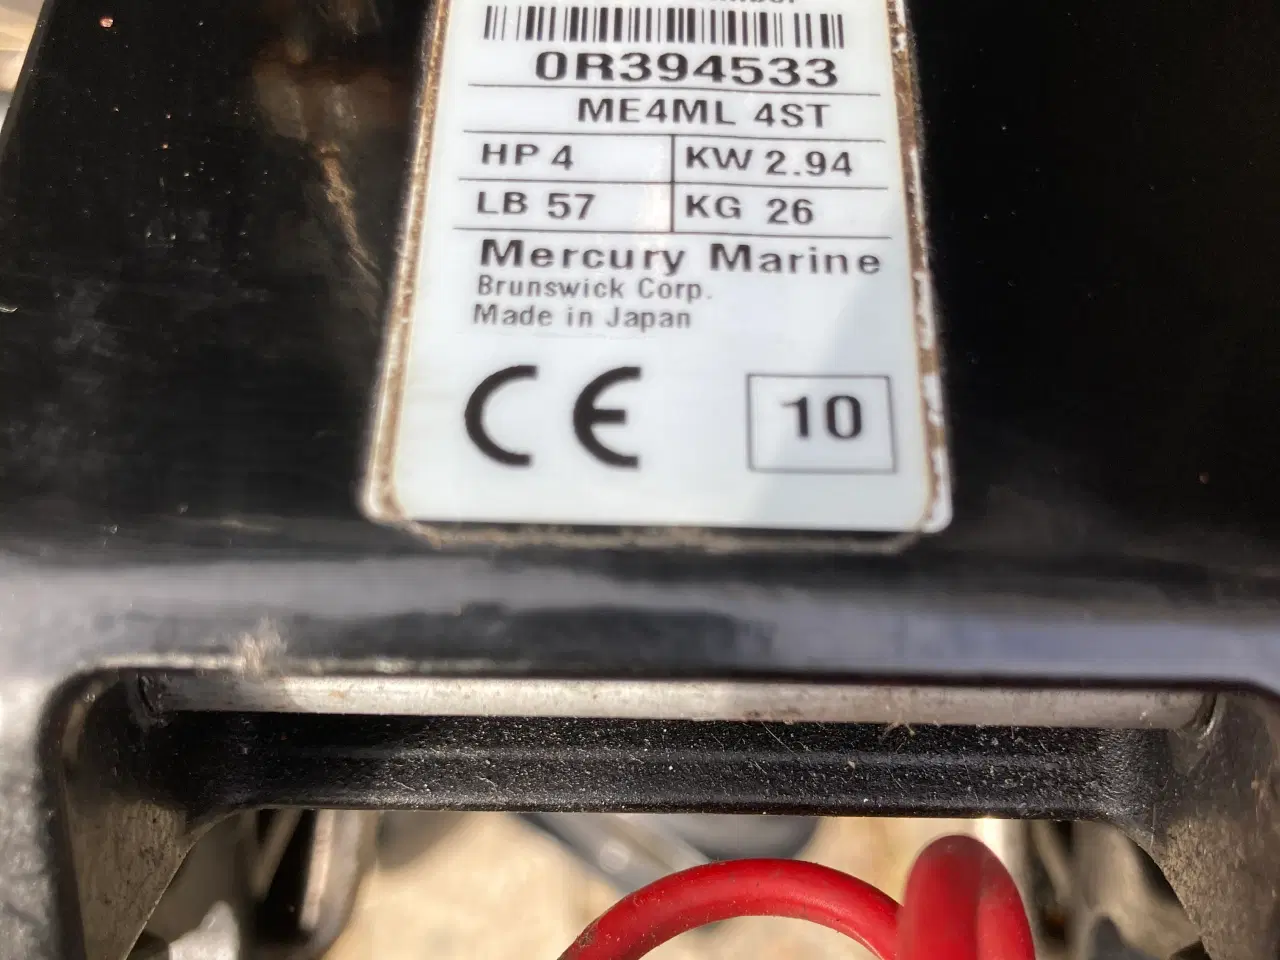 0R394533
ME4ML 4ST
HP 4 KW 2.94
LB 57 KG 26
Mercury Marine
Brunswick Corp.
Made in Japan
CE 10